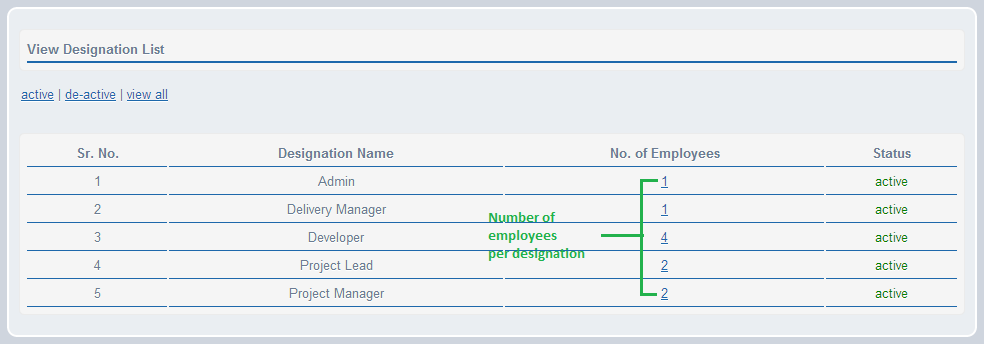 View Designation List
active | de-active | view all
Sr. No. Designation Name No. of Employees Status
1 Admin 1 active
2 Delivery Manager 1 active
3 Developer 4 active
4 Project Lead 2 active
5 Project Manager 2 active
Number of
employees
per designation